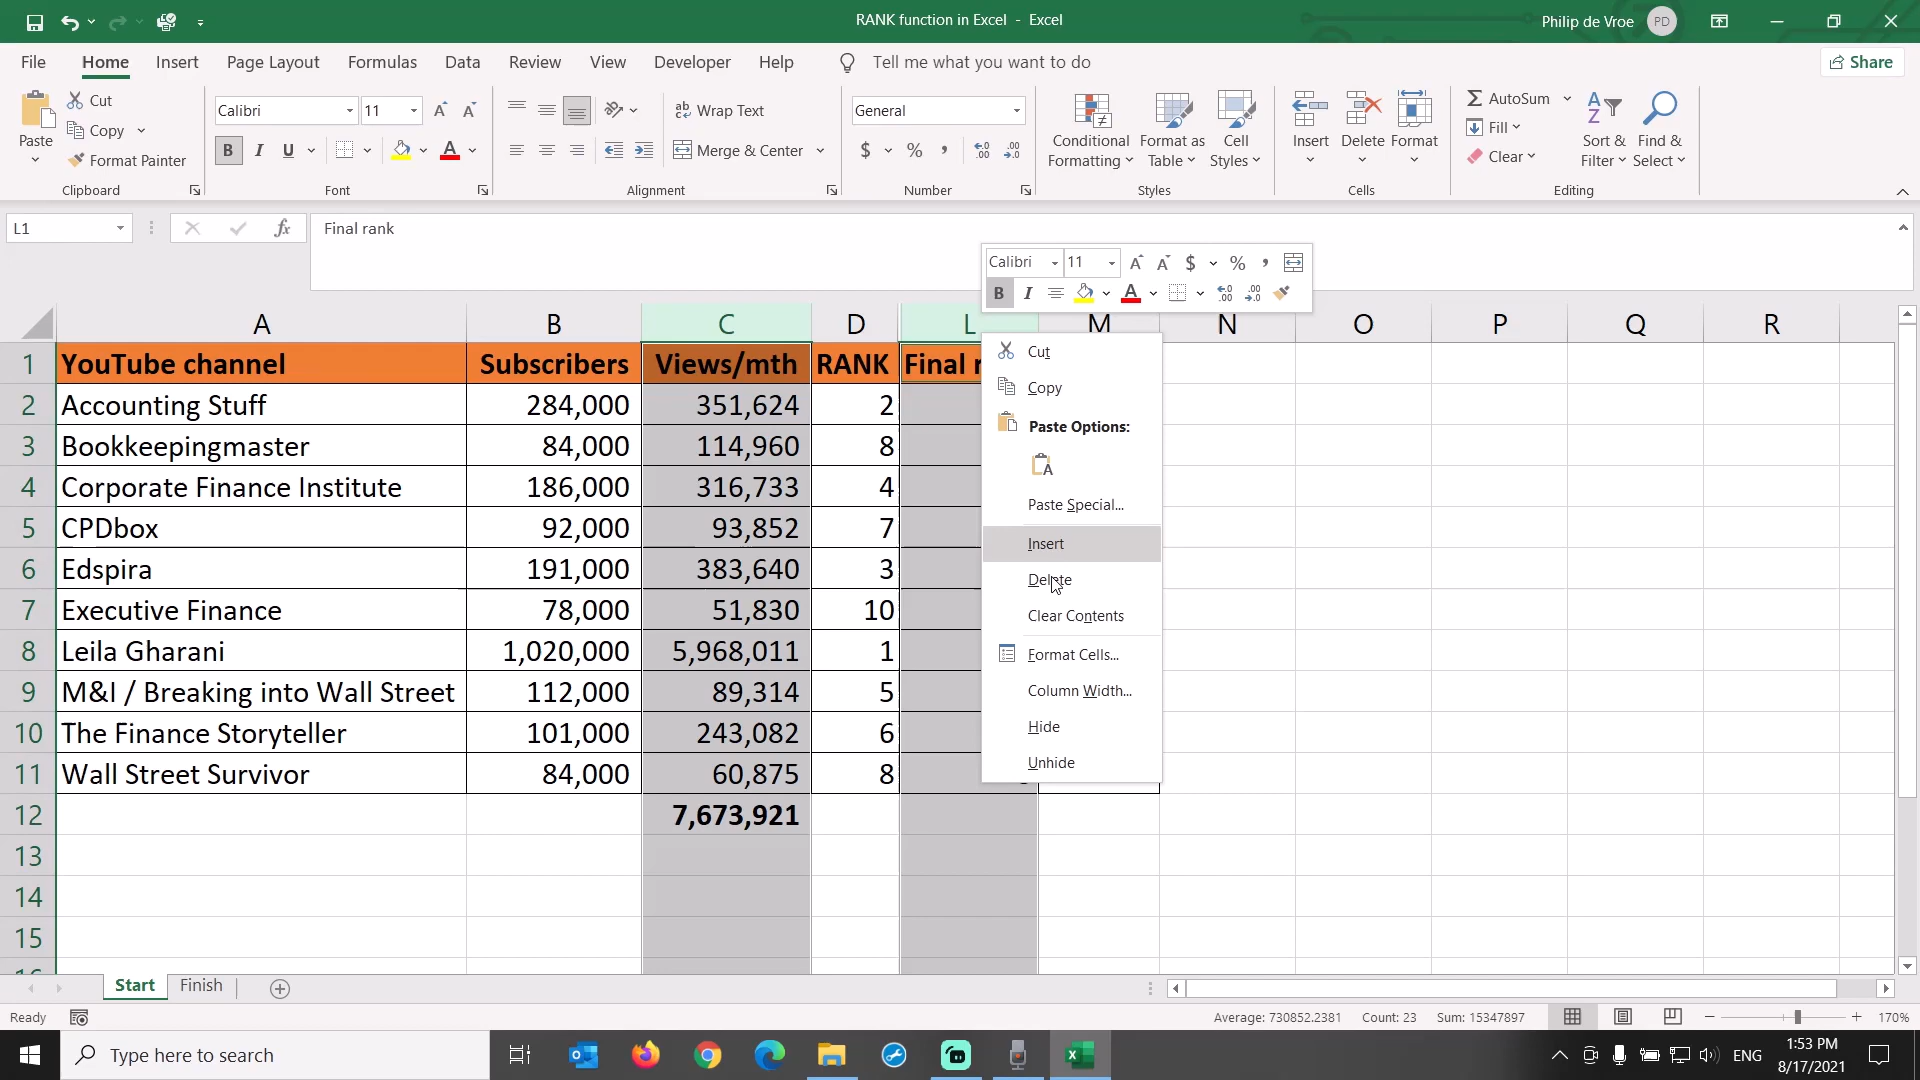 RANK function in Excel - Excel
Philip de Vroe PD
File Home Insert Page Layout Formulas Data Review View Developer Help Tell me what you want to do Share
Paste Cut Copy Format Painter
Clipboard
Calibri 11
B I U
Font
Wrap Text
Merge & Center
Alignment
General
$ % ,
Number
Conditional Formatting
Format as Table
Cell Styles
Styles
Insert Delete Format
Cells
AutoSum
Fill
Clear
Sort & Filter
Find & Select
Editing
L1 fx Final rank
Calibri 11 $ % ,
B I A
A B C D L M N O P Q R
1 YouTube channel Subscribers Views/mth RANK Final r
2 Accounting Stuff 284,000 351,624 2
3 Bookkeepingmaster 84,000 114,960 8
4 Corporate Finance Institute 186,000 316,733 4
5 CPDbox 92,000 93,852 7
6 Edspira 191,000 383,640 3
7 Executive Finance 78,000 51,830 10
8 Leila Gharani 1,020,000 5,968,011 1
9 M&I / Breaking into Wall Street 112,000 89,314 5
10 The Finance Storyteller 101,000 243,082 6
11 Wall Street Survivor 84,000 60,875 8
12 7,673,921
13
14
15
Cut
Copy
Paste Options:
Paste Special...
Insert
Delete
Clear Contents
Format Cells...
Column Width...
Hide
Unhide
Start Finish
Ready Average: 730852.2381 Count: 23 Sum: 15347897 170%
Type here to search
ENG
1:53 PM
8/17/2021